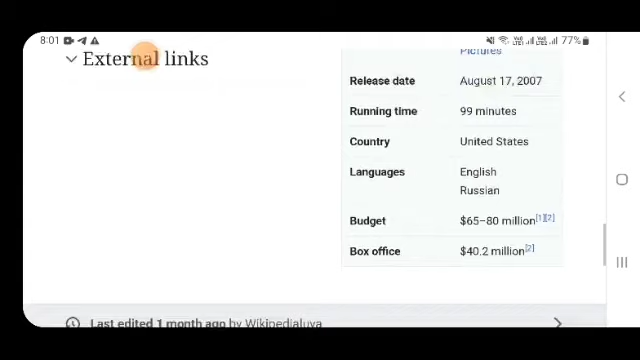 8:01 77%
External links
Pictures
Release date August 17, 2007
Running time 99 minutes
Country United States
Languages English
Russian
Budget $65–80 million[1][2]
Box office $40.2 million[2]
Last edited 1 month ago by Wikipedialuva